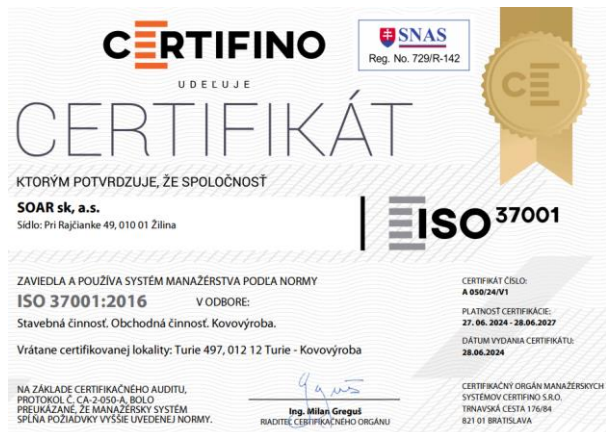 CERTIFINO
SNAS
Reg. No. 729/R-142
UDEĽUJE
CE
CERTIFIKÁT
KTORÝM POTVRDZUJE, ŽE SPOLOČNOSŤ
SOAR sk, a.s.
Sídlo: Pri Rajčianke 49, 010 01 Žilina
ISO 37001
ZAVIEDLA A POUŽÍVA SYSTÉM MANAŽÉRSTVA PODĽA NORMY
ISO 37001:2016 V ODBORE:
Stavebná činnosť. Obchodná činnosť. Kovovýroba.
Vrátane certifikovanej lokality: Turie 497, 012 12 Turie - Kovovýroba
CERTIFIKÁT ČÍSLO:
A 050/24/V1
PLATNOSŤ CERTIFIKÁCIE:
27. 06. 2024 - 28.06.2027
DÁTUM VYDANIA CERTIFIKÁTU:
28.06.2024
NA ZÁKLADE CERTIFIKAČNÉHO AUDITU,
PROTOKOL Č. CA-2-050-A, BOLO
PREUKÁZANÉ, ŽE MANAŽÉRSKY SYSTÉM
SPĹŇA POŽIADAVKY VYŠŠIE UVEDENEJ NORMY.
Ing. Milan Greguš
RIADITEĽ CERTIFIKAČNÉHO ORGÁNU
CERTIFIKAČNÝ ORGÁN MANAŽÉRSKYCH
SYSTÉMOV CERTIFINO S.R.O.
TRNAVSKÁ CESTA 176/84
821 01 BRATISLAVA